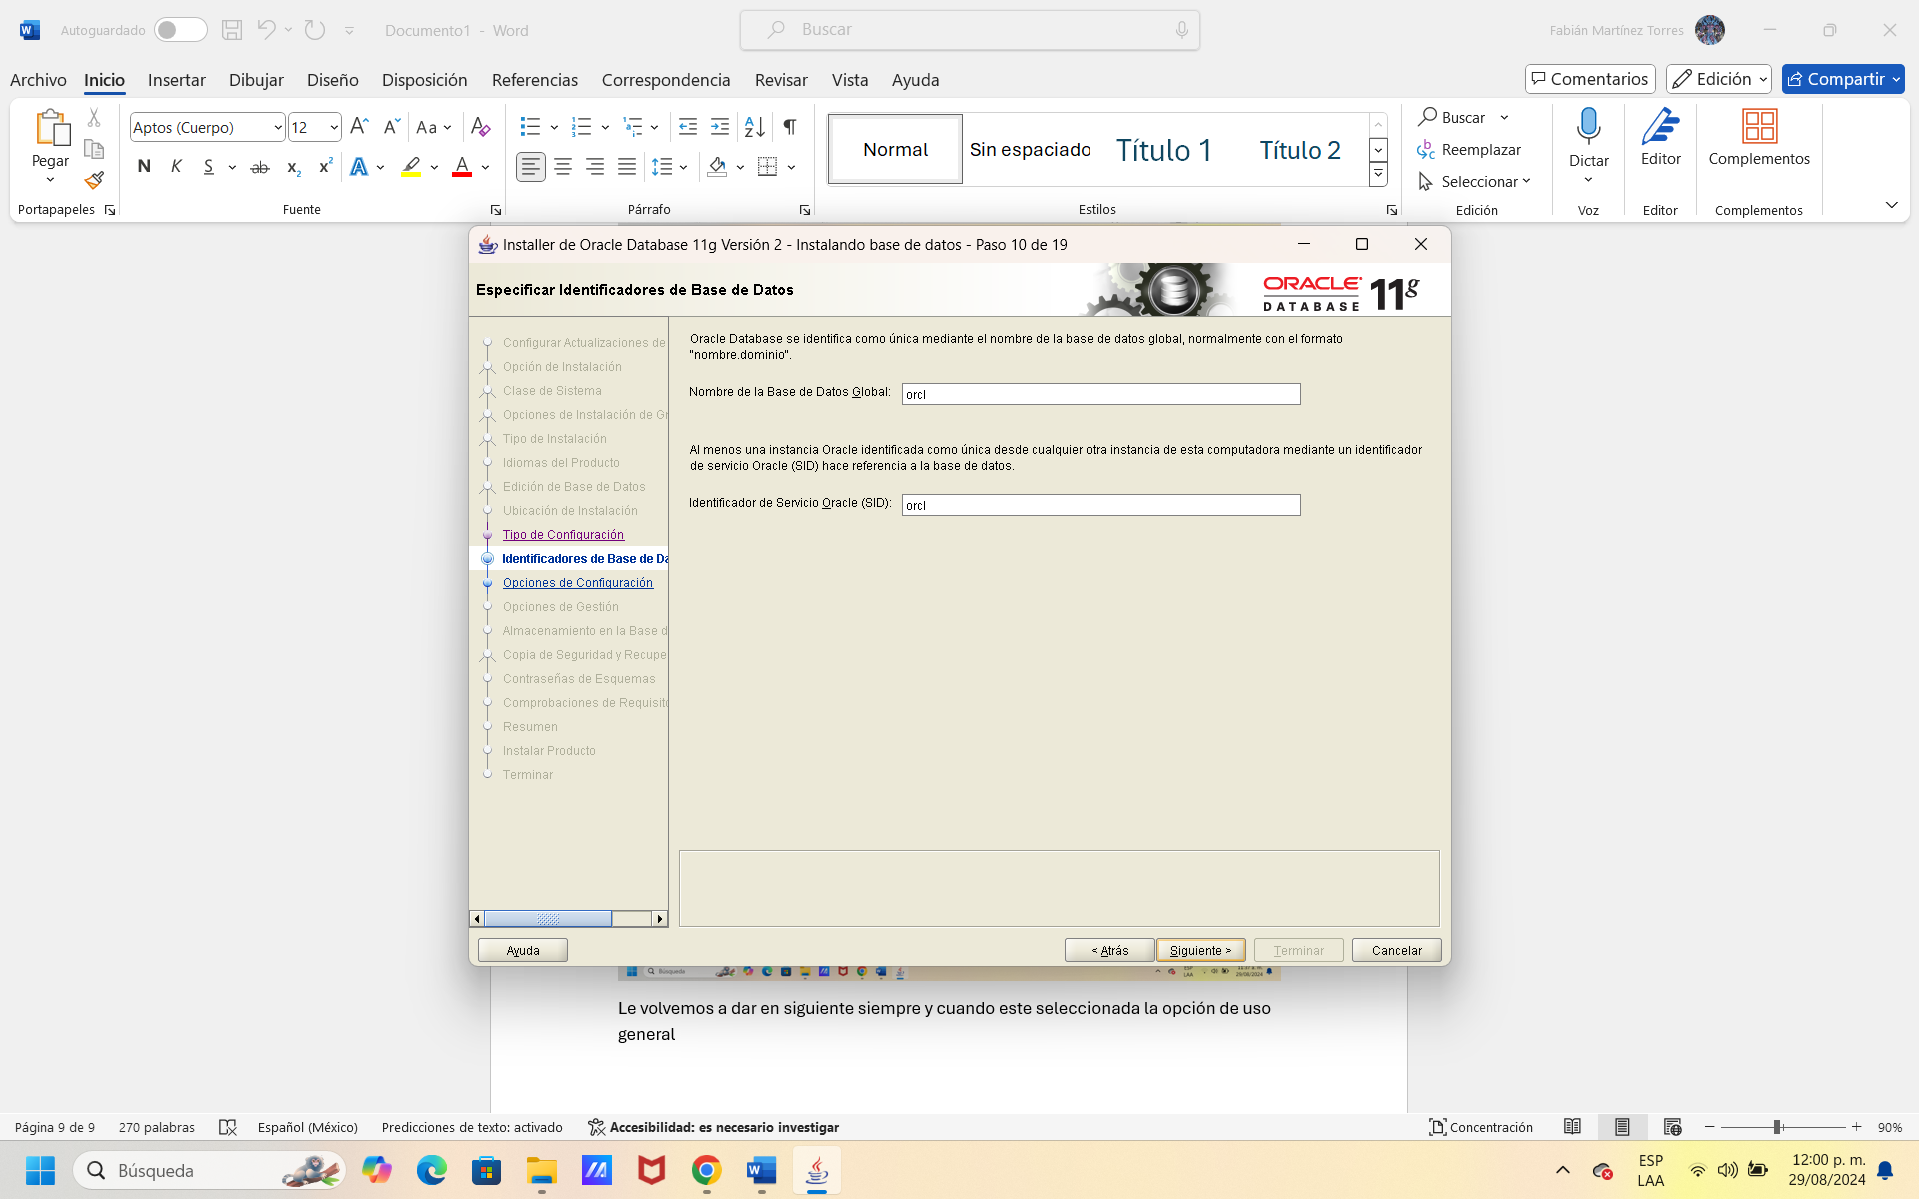 Autoguardado
Documento1 - Word
Buscar
Fabián Martínez Torres
Archivo Inicio Insertar Dibujar Diseño Disposición Referencias Correspondencia Revisar Vista Ayuda
Comentarios Edición Compartir
Pegar
Portapapeles
Aptos (Cuerpo) 12
Aa
N K S ab x₂ x² A A
Fuente
Párrafo
Normal
Sin espaciado
Título 1
Título 2
Estilos
Buscar
Reemplazar
Seleccionar
Edición
Dictar
Voz
Editor
Editor
Complementos
Complementos
Installer de Oracle Database 11g Versión 2 - Instalando base de datos - Paso 10 de 19
Especificar Identificadores de Base de Datos
ORACLE
DATABASE
11g
Configurar Actualizaciones de
Opción de Instalación
Clase de Sistema
Opciones de Instalación de Gr
Tipo de Instalación
Idiomas del Producto
Edición de Base de Datos
Ubicación de Instalación
Tipo de Configuración
Identificadores de Base de Da
Opciones de Configuración
Opciones de Gestión
Almacenamiento en la Base d
Copia de Seguridad y Recupe
Contraseñas de Esquemas
Comprobaciones de Requisito
Resumen
Instalar Producto
Terminar
Oracle Database se identifica como única mediante el nombre de la base de datos global, normalmente con el formato
"nombre.dominio".
Nombre de la Base de Datos Global: orcl
Al menos una instancia Oracle identificada como única desde cualquier otra instancia de esta computadora mediante un identificador
de servicio Oracle (SID) hace referencia a la base de datos.
Identificador de Servicio Oracle (SID): orcl
Ayuda
< Atrás
Siguiente >
Terminar
Cancelar
Búsqueda
29/08/2024
Le volvemos a dar en siguiente siempre y cuando este seleccionada la opción de uso
general
Página 9 de 9
270 palabras
Español (México)
Predicciones de texto: activado
Accesibilidad: es necesario investigar
Concentración
90%
Búsqueda
ESP
LAA
12:00 p. m.
29/08/2024